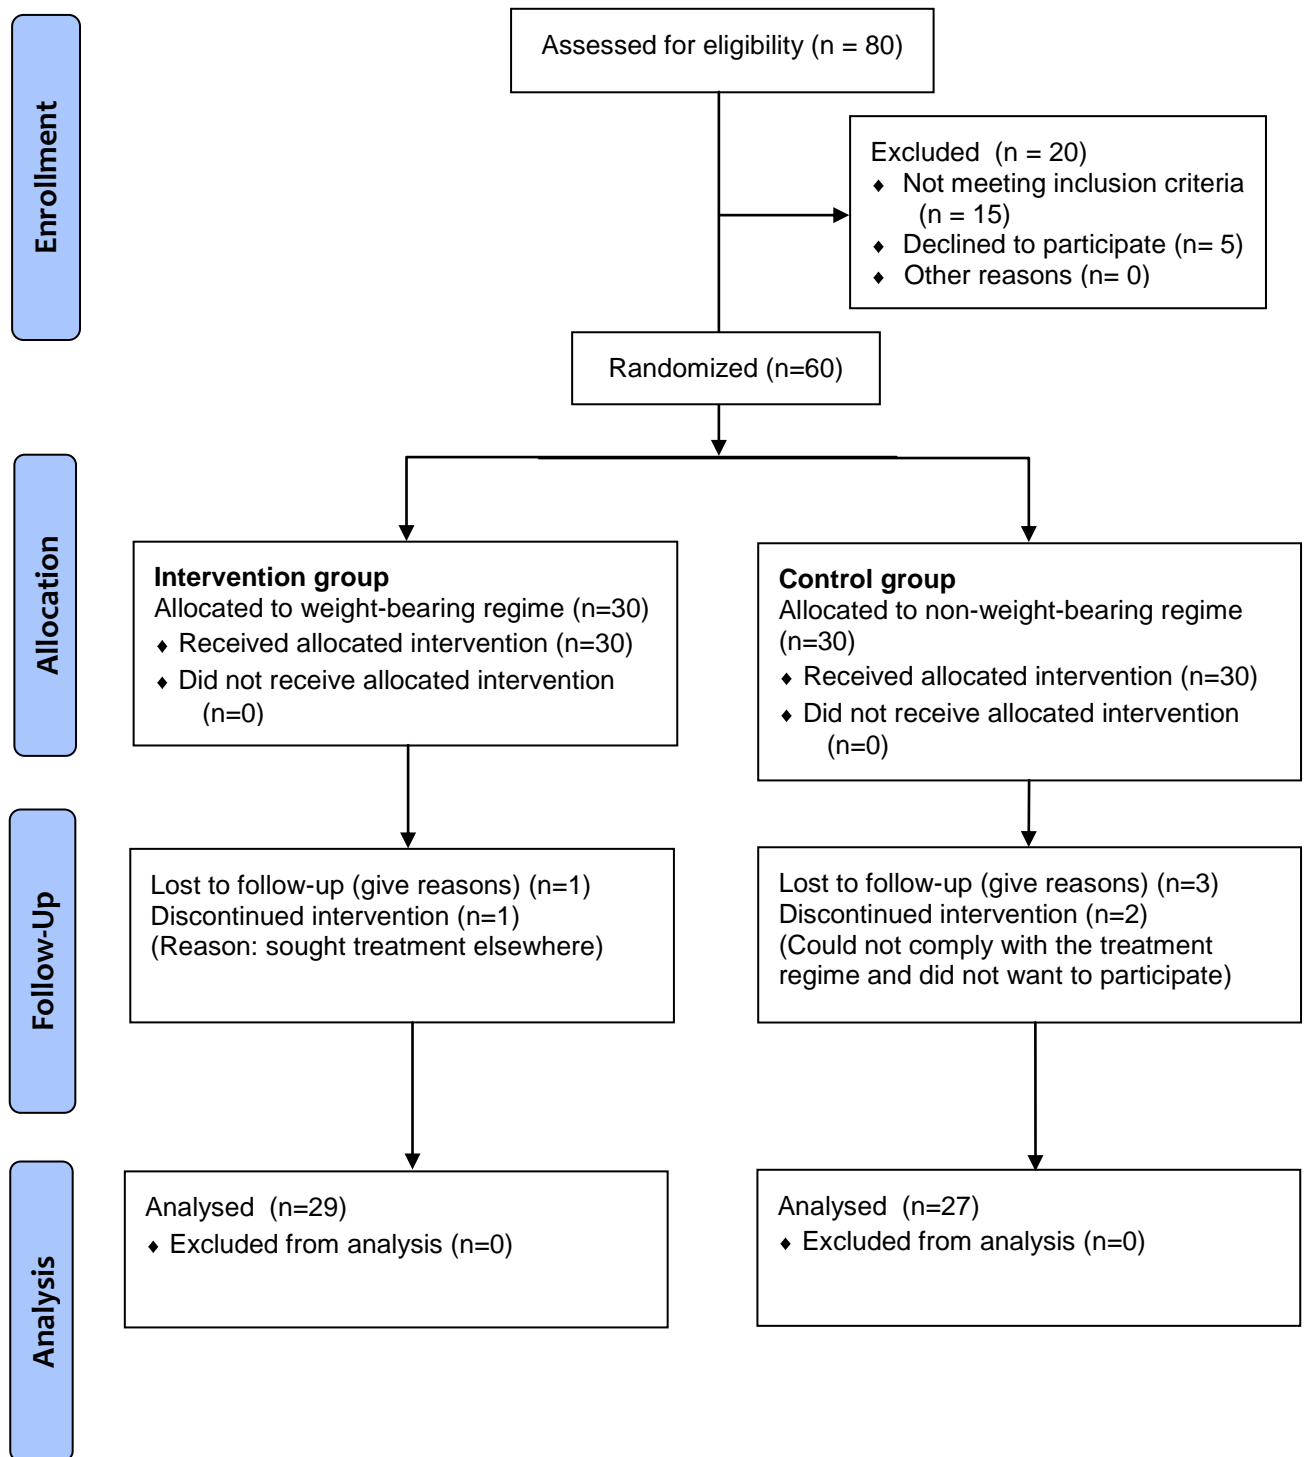 Enrollment
Assessed for eligibility (n = 80)
Excluded  (n = 20)
♦ Not meeting inclusion criteria
(n = 15)
♦ Declined to participate (n= 5)
♦ Other reasons (n= 0)
Randomized (n=60)
Allocation
Intervention group
Allocated to weight-bearing regime (n=30)
♦ Received allocated intervention (n=30)
♦ Did not receive allocated intervention
(n=0)
Control group
Allocated to non-weight-bearing regime
(n=30)
♦ Received allocated intervention (n=30)
♦ Did not receive allocated intervention
(n=0)
Follow-Up
Lost to follow-up (give reasons) (n=1)
Discontinued intervention (n=1)
(Reason: sought treatment elsewhere)
Lost to follow-up (give reasons) (n=3)
Discontinued intervention (n=2)
(Could not comply with the treatment
regime and did not want to participate)
Analysis
Analysed  (n=29)
♦ Excluded from analysis (n=0)
Analysed  (n=27)
♦ Excluded from analysis (n=0)